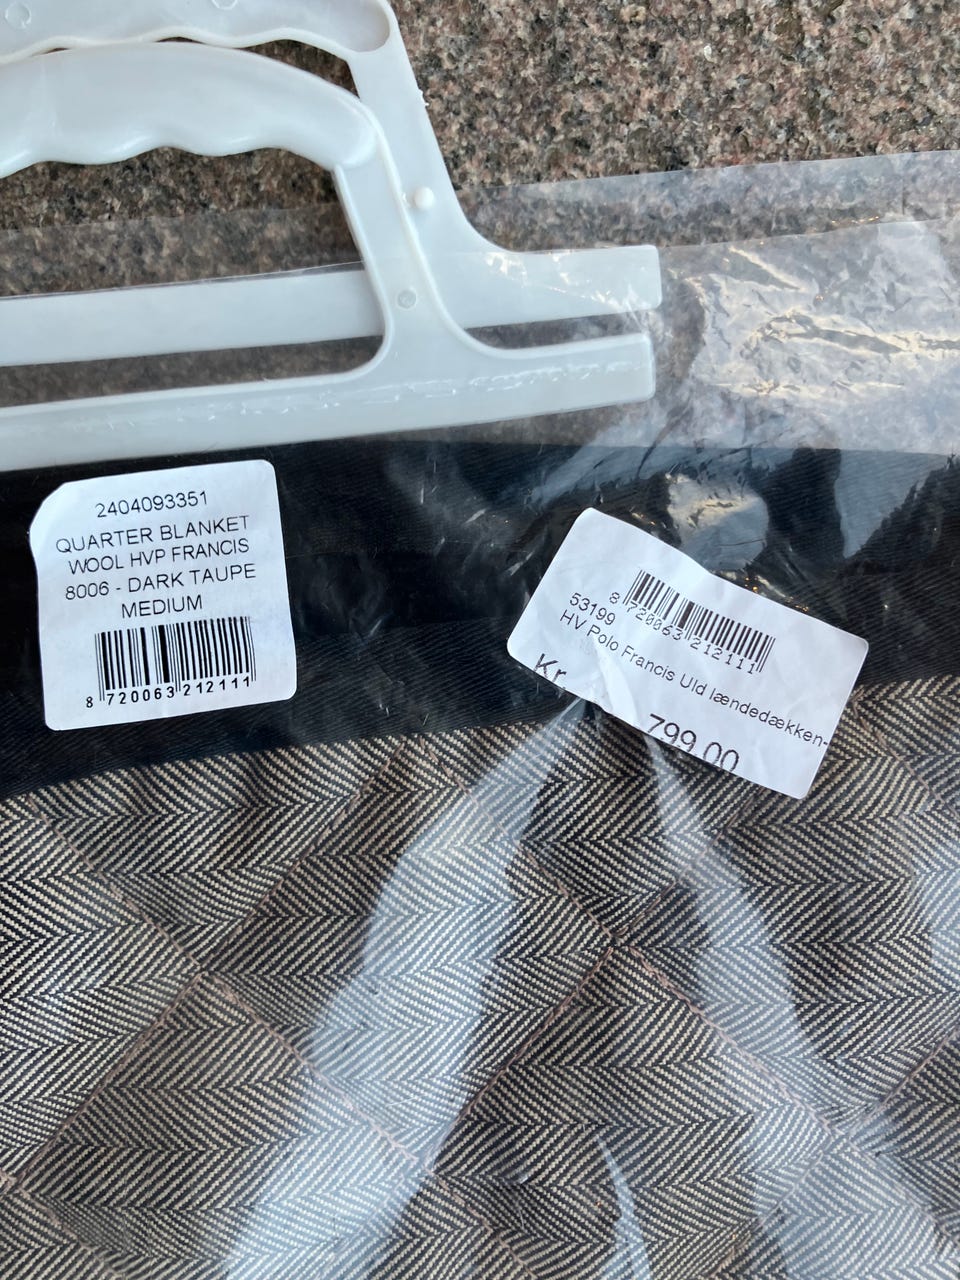 2404093351
QUARTER BLANKET
WOOL HVP FRANCIS
8006 - DARK TAUPE
MEDIUM
8 720063 212111
8 720063 212111
53199
HV Polo Francis Uld lændedækken-
Kr
799,00